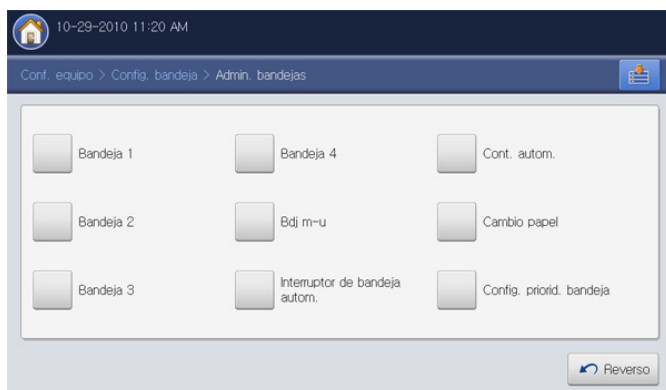 10-29-2010 11:20 AM
Conf. equipo > Config. bandeja > Admin. bandejas
Bandeja 1
Bandeja 4
Cont. autom.
Bandeja 2
Bdj m-u
Cambio papel
Bandeja 3
Interruptor de bandeja
autom.
Config. priorid. bandeja
Reverso